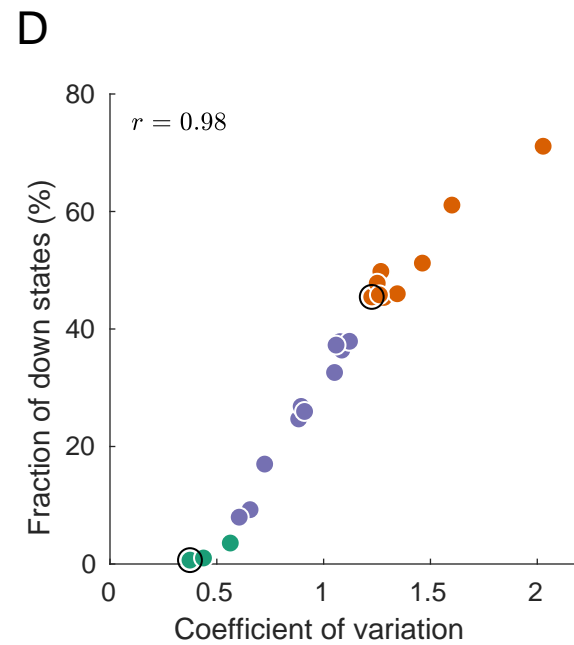 D
80
r = 0.98
60
40
20
0
Fraction of down states (%)
0
0.5
1
1.5
2
Coefficient of variation